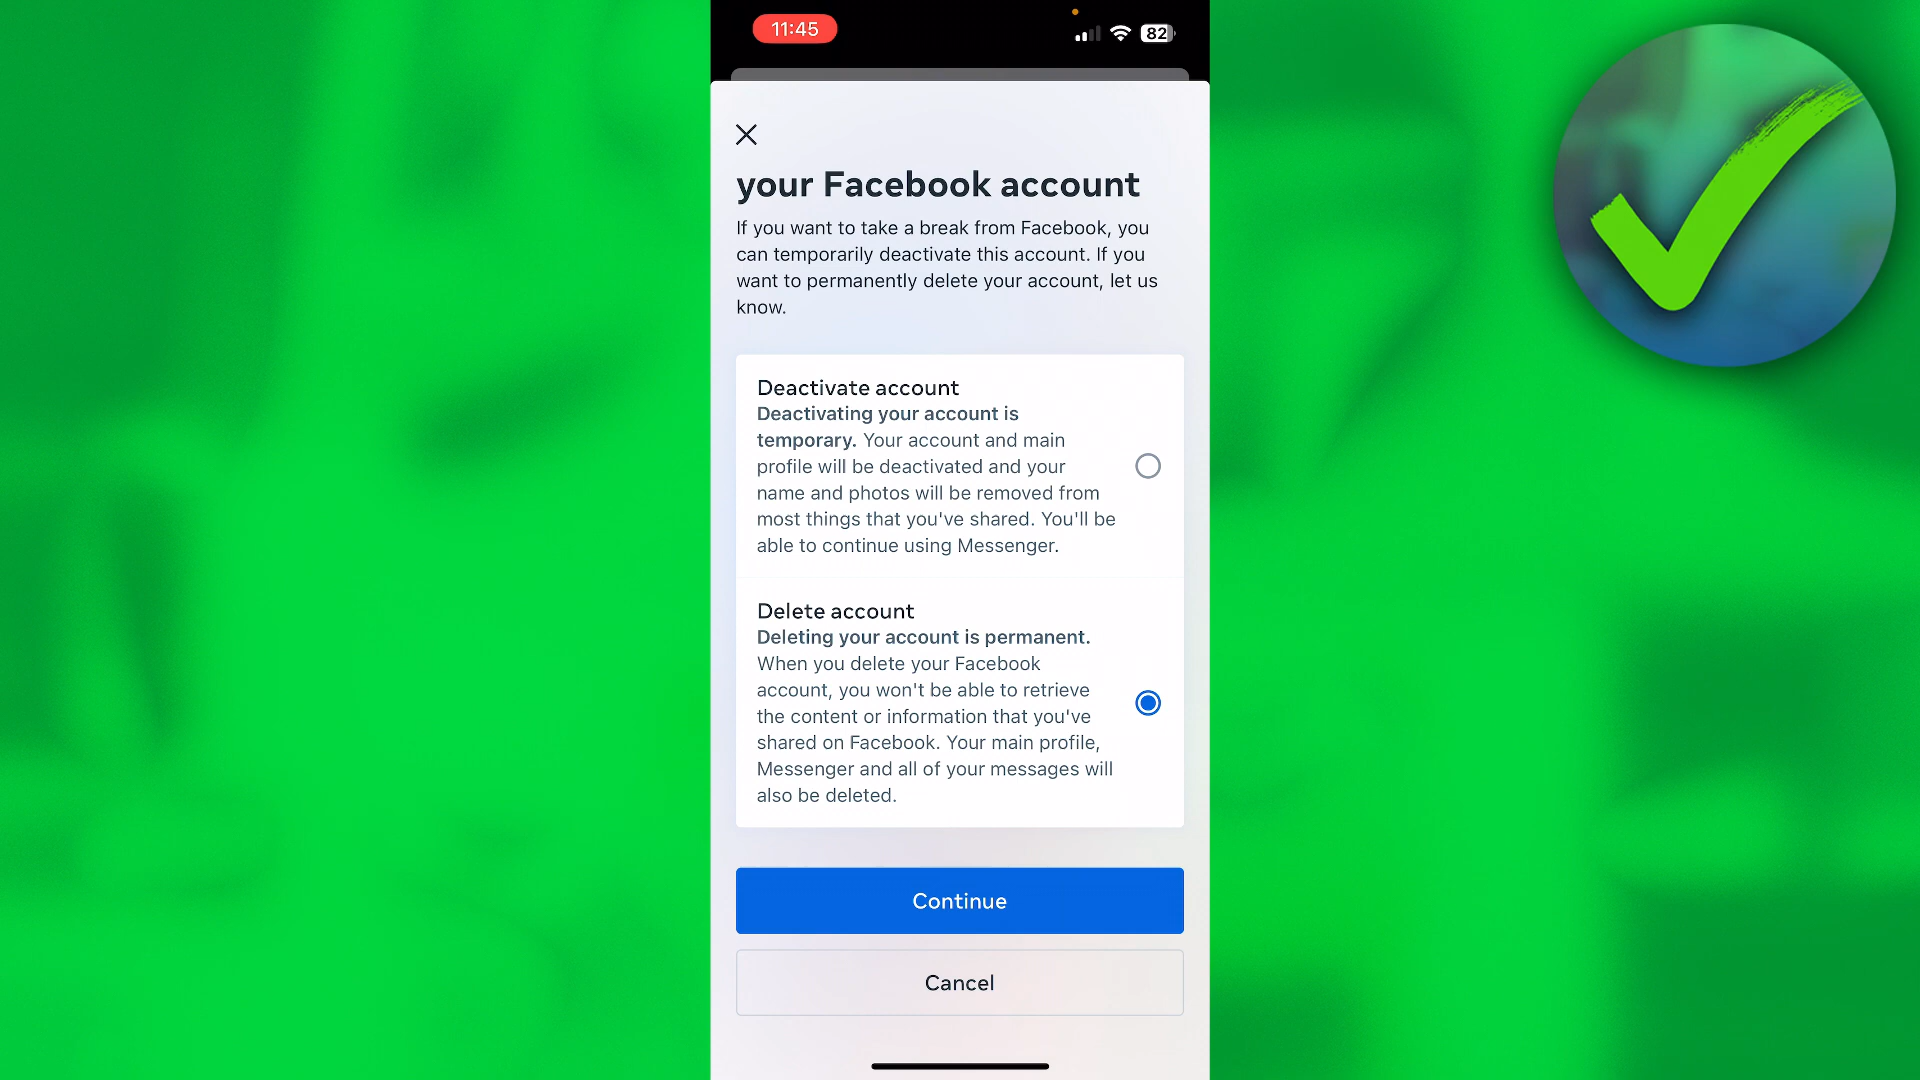 11:45
82
your Facebook account
If you want to take a break from Facebook, you
can temporarily deactivate this account. If you
want to permanently delete your account, let us
know.
Deactivate account
Deactivating your account is
temporary. Your account and main
profile will be deactivated and your
name and photos will be removed from
most things that you've shared. You'll be
able to continue using Messenger.
Delete account
Deleting your account is permanent.
When you delete your Facebook
account, you won't be able to retrieve
the content or information that you've
shared on Facebook. Your main profile,
Messenger and all of your messages will
also be deleted.
Continue
Cancel